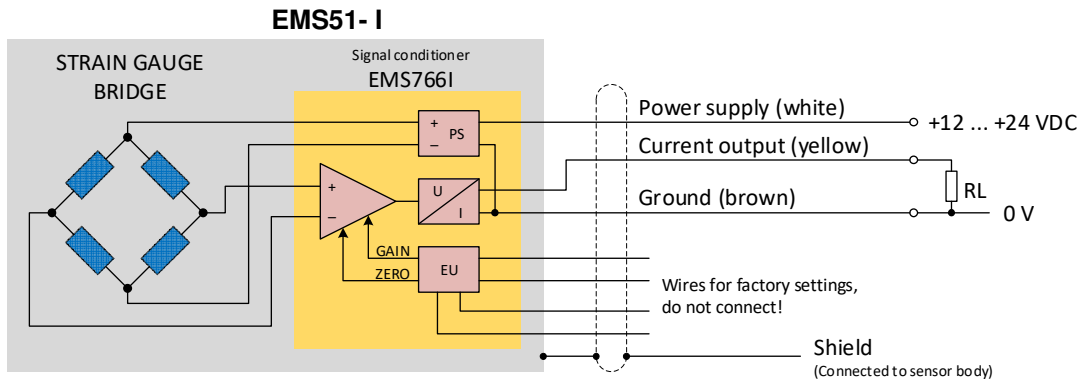 EMS51- I
STRAIN GAUGE
BRIDGE
Signal conditioner
EMS766I
+
−
PS
+
−
U
I
GAIN
ZERO
EU
Power supply (white)
+12 ... +24 VDC
Current output (yellow)
RL
Ground (brown)
0 V
Wires for factory settings,
do not connect!
Shield
(Connected to sensor body)